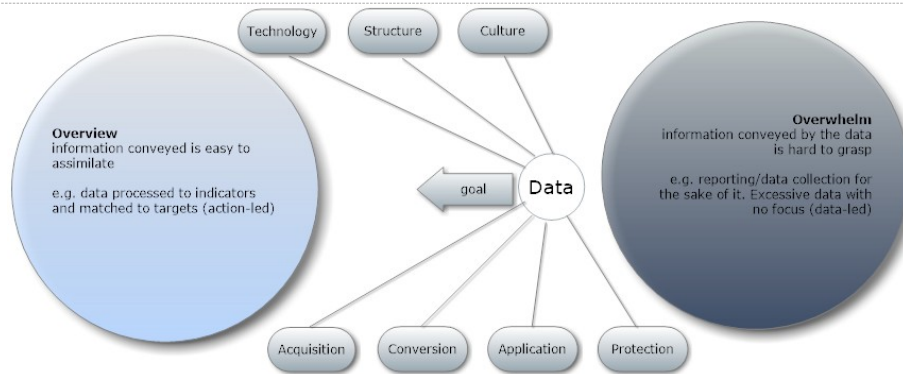 Technology
Structure
Culture
Overview
information conveyed is easy to
assimilate
e.g. data processed to indicators
and matched to targets (action-led)
goal
Data
Overwhelm
information conveyed by the data
is hard to grasp
e.g. reporting/data collection for
the sake of it. Excessive data with
no focus (data-led)
Acquisition
Conversion
Application
Protection